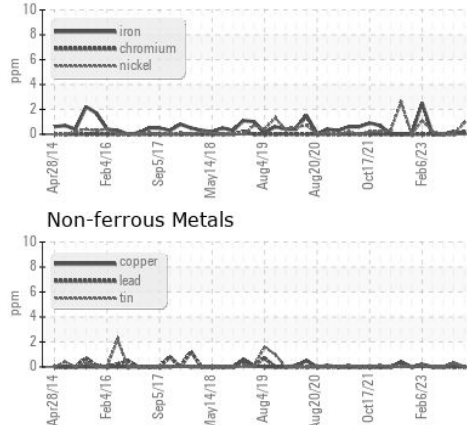 10
8
6
4
2
0
ppm
iron
chromium
nickel
Apr28/14
Feb4/16
Sep5/17
May14/18
Aug4/19
Aug20/20
Oct17/21
Feb6/23
Non-ferrous Metals
10
8
6
4
2
0
ppm
copper
lead
tin
Apr28/14
Feb4/16
Sep5/17
May14/18
Aug4/19
Aug20/20
Oct17/21
Feb6/23